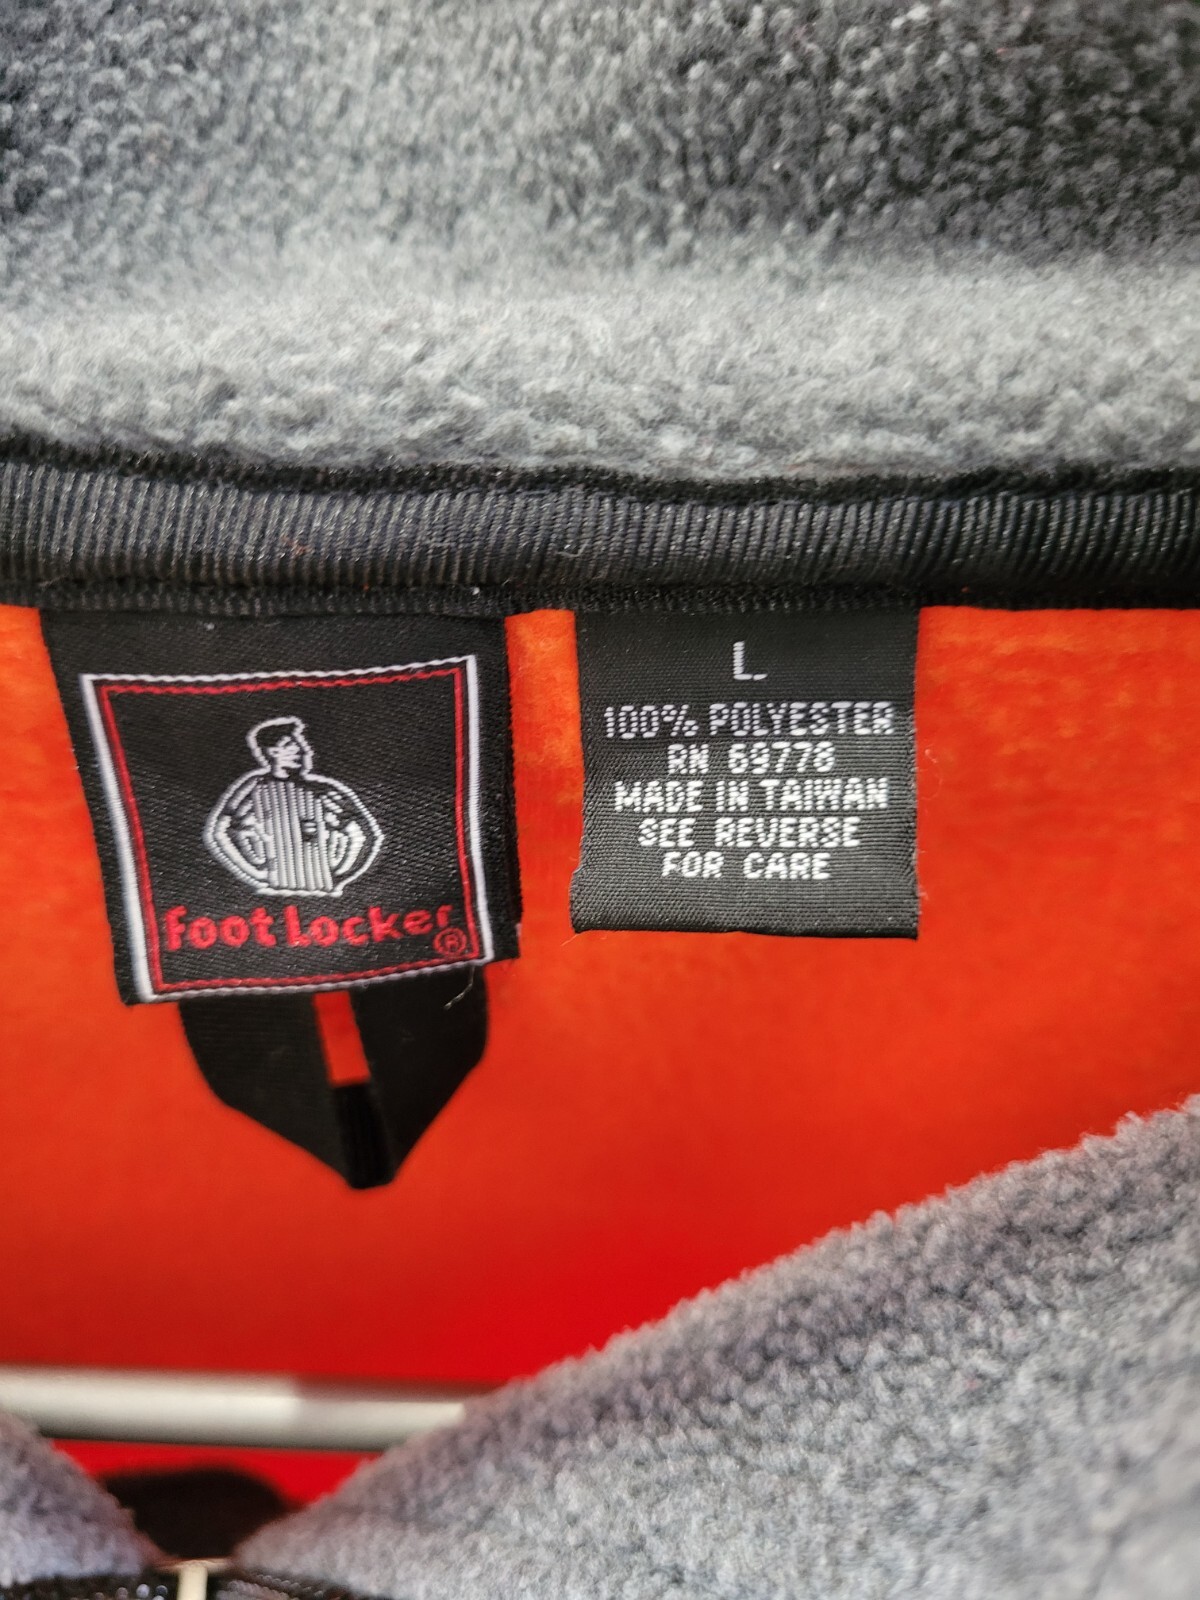 Foot Locker ®
L
100% POLYESTER
RN 69778
MADE IN TAIWAN
SEE REVERSE
FOR CARE